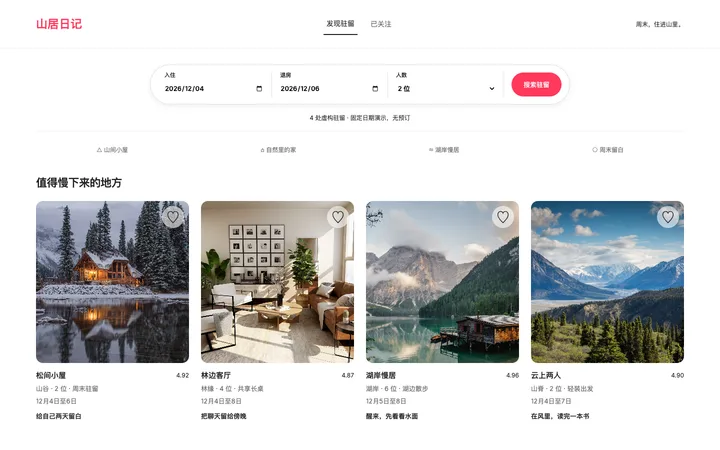 山居日记
发现驻留
已关注
周末，住进山里。
入住
2026/12/04
退房
2026/12/06
人数
2 位
搜索驻留
4 处虚构驻留 · 固定日期演示，无预订
山间小屋
自然里的家
湖岸慢居
周末留白
值得慢下来的地方
松间小屋 4.92
山谷 · 2 位 · 周末驻留
12月4日至6日
给自己两天留白
林边客厅 4.87
林缘 · 4 位 · 共享长桌
12月4日至8日
把聊天留给傍晚
湖岸慢居 4.96
湖岸 · 6 位 · 湖边散步
12月5日至8日
醒来，先看看水面
云上两人 4.90
山脊 · 2 位 · 轻装出发
12月4日至7日
在风里，读完一本书